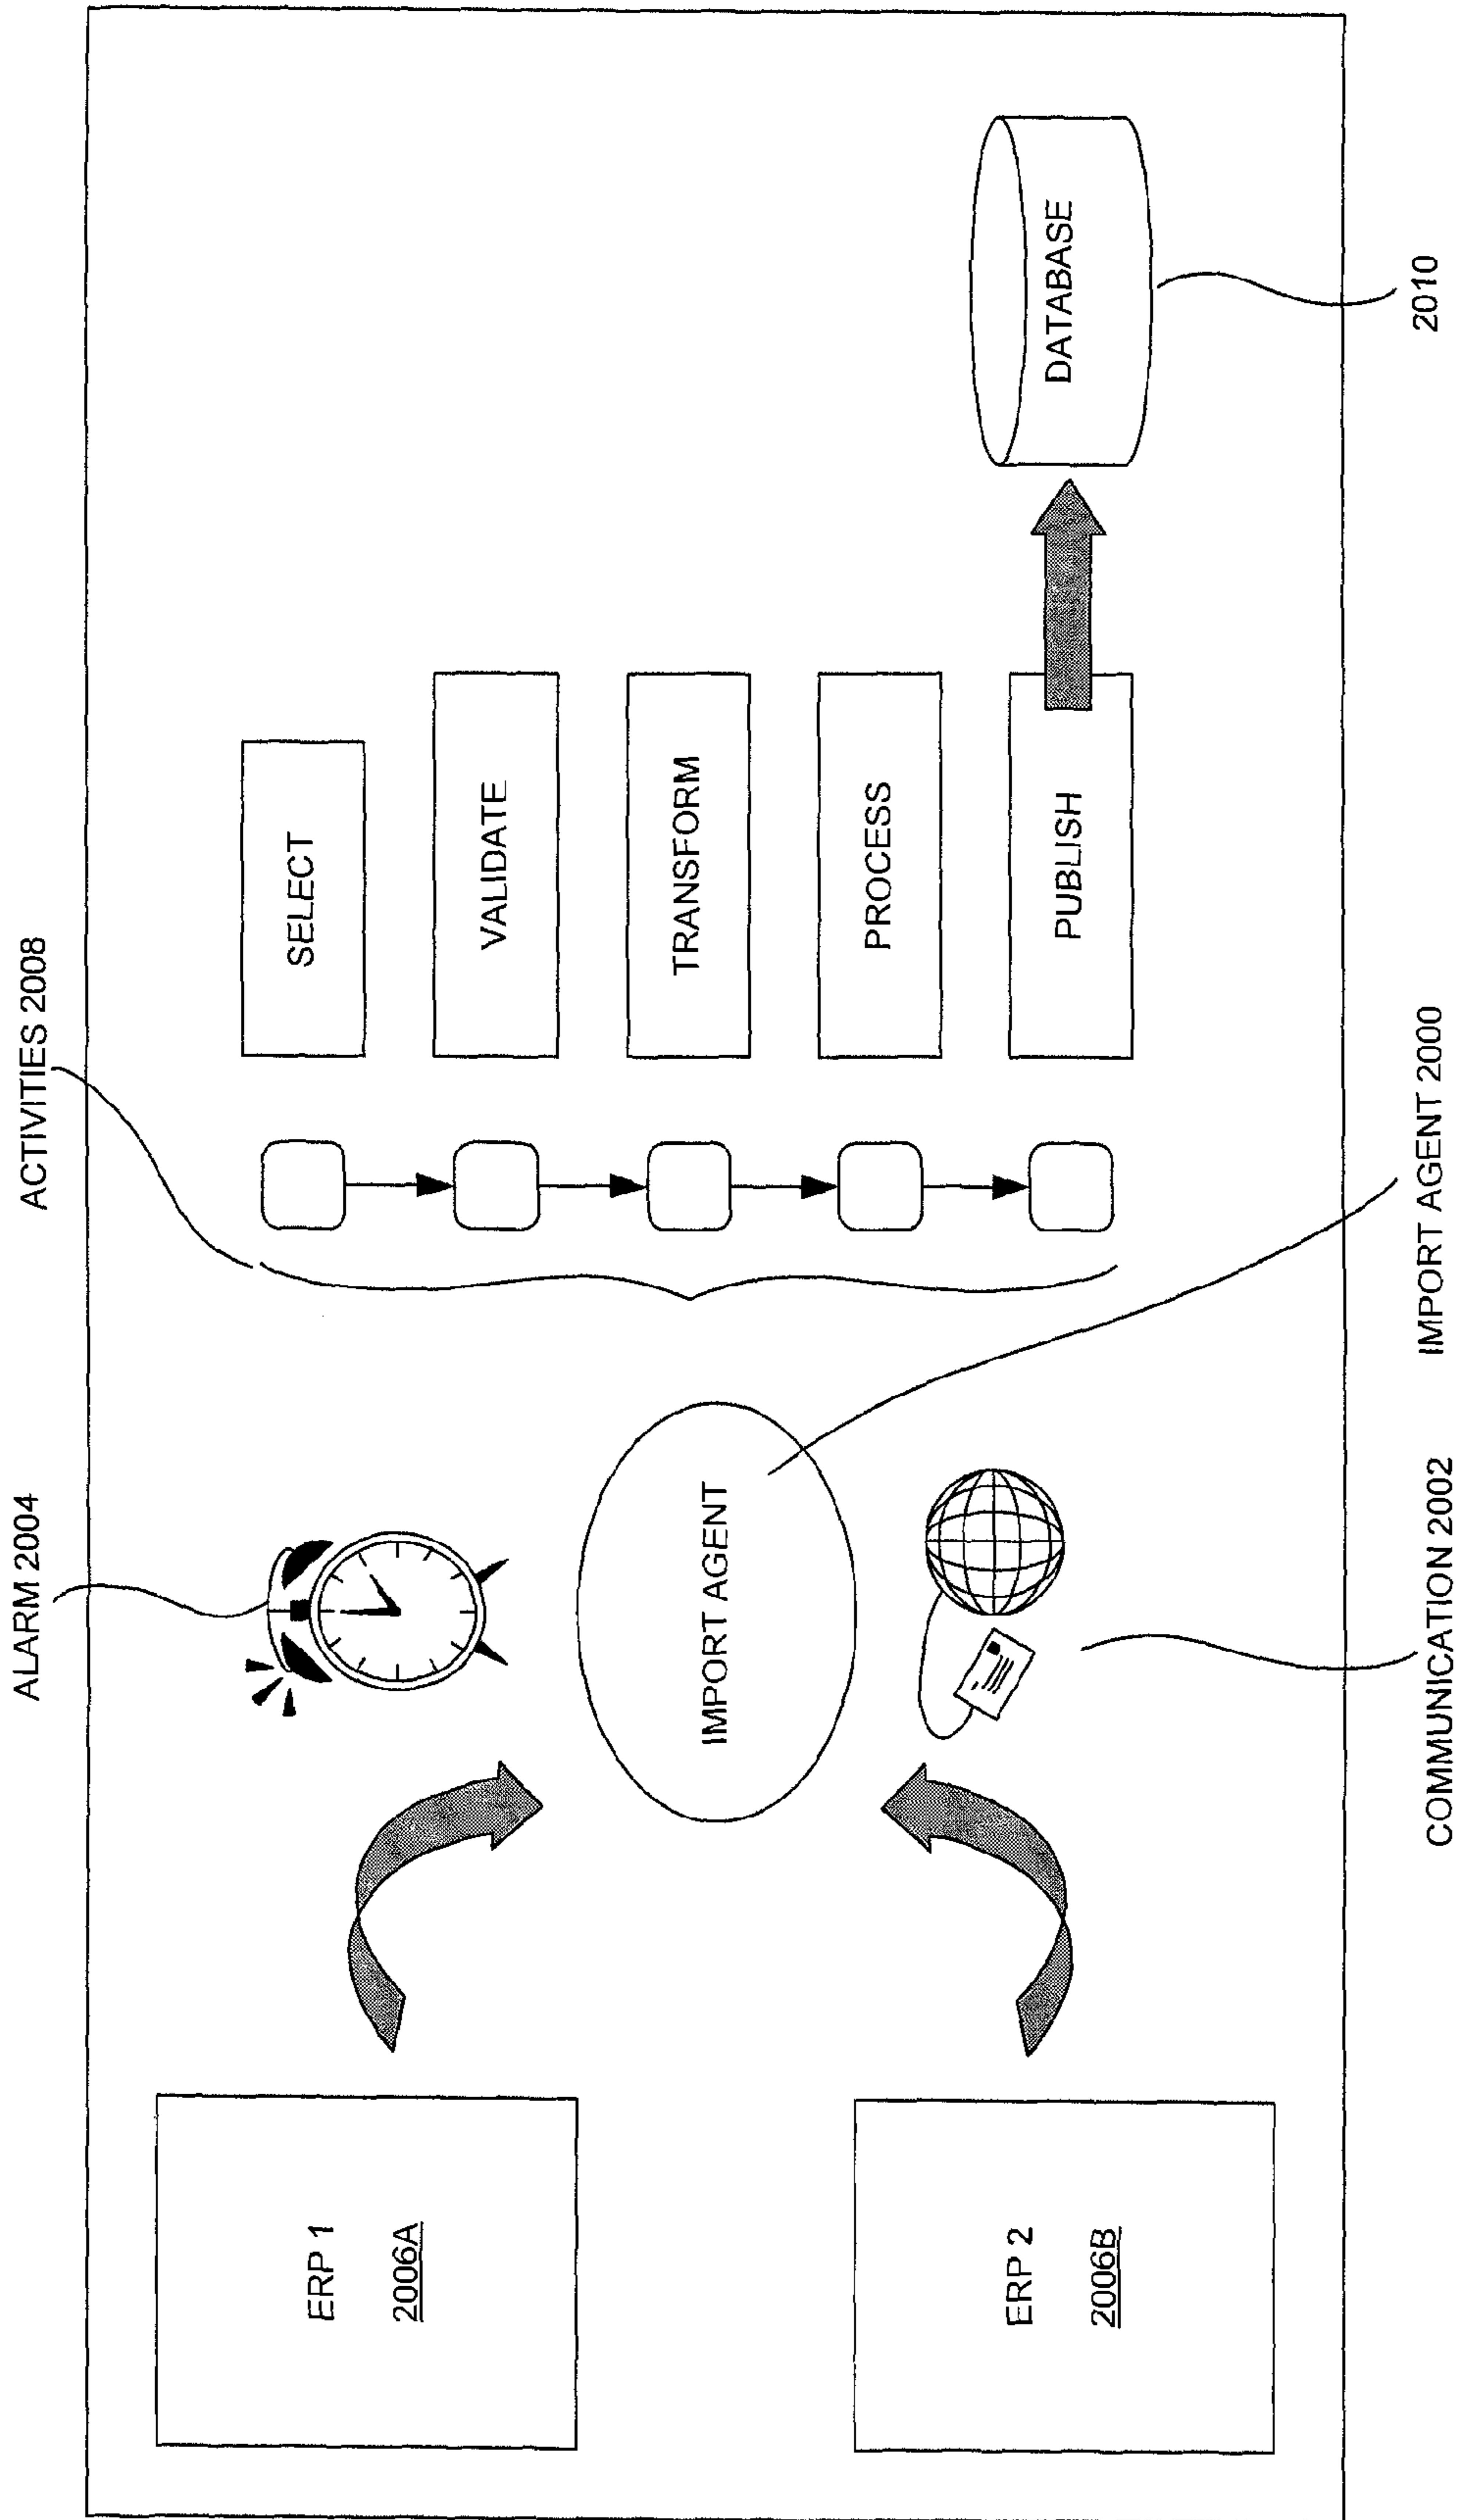 ALARM 2004
ACTIVITIES 2008
ERP 1
2006A
ERP 2
2006B
IMPORT AGENT
SELECT
VALIDATE
TRANSFORM
PROCESS
PUBLISH
DATABASE
COMMUNICATION 2002
IMPORT AGENT 2000
2010